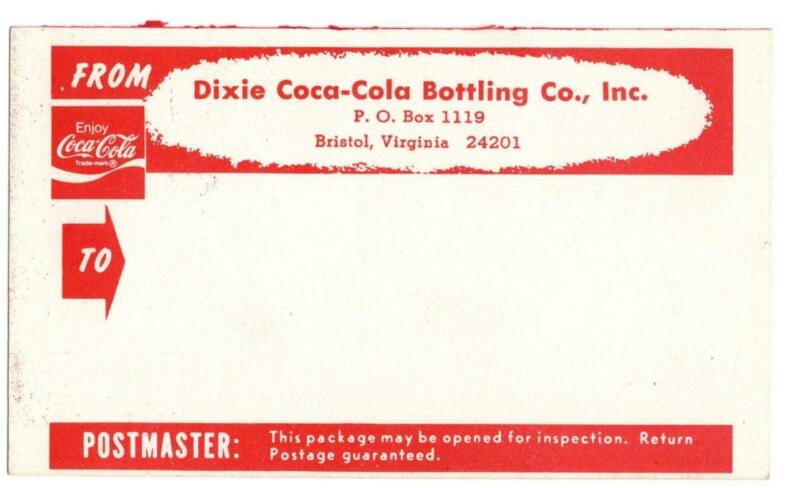 FROM
Dixie Coca-Cola Bottling Co., Inc.
P. O. Box 1119
Bristol, Virginia 24201
Enjoy
Coca-Cola
Trade-mark®
TO
POSTMASTER: This package may be opened for inspection. Return
Postage guaranteed.